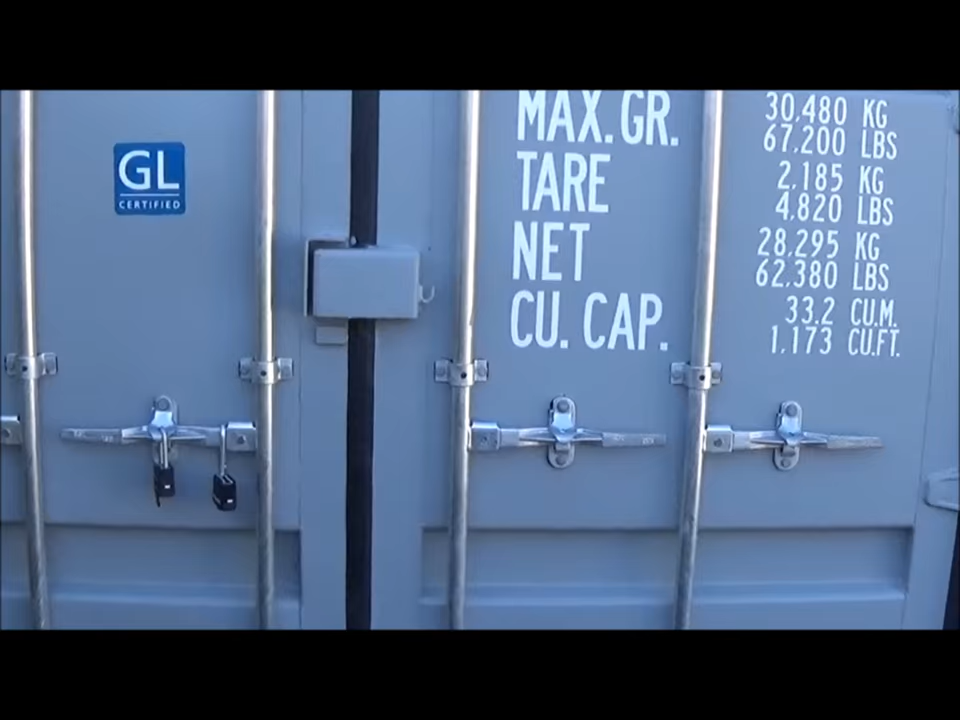 GL
CERTIFIED
MAX. GR. 30,480 KG
67,200 LBS
TARE 2,185 KG
4,820 LBS
NET 28,295 KG
62,380 LBS
CU. CAP. 33.2 CU.M.
1,173 CU.FT.